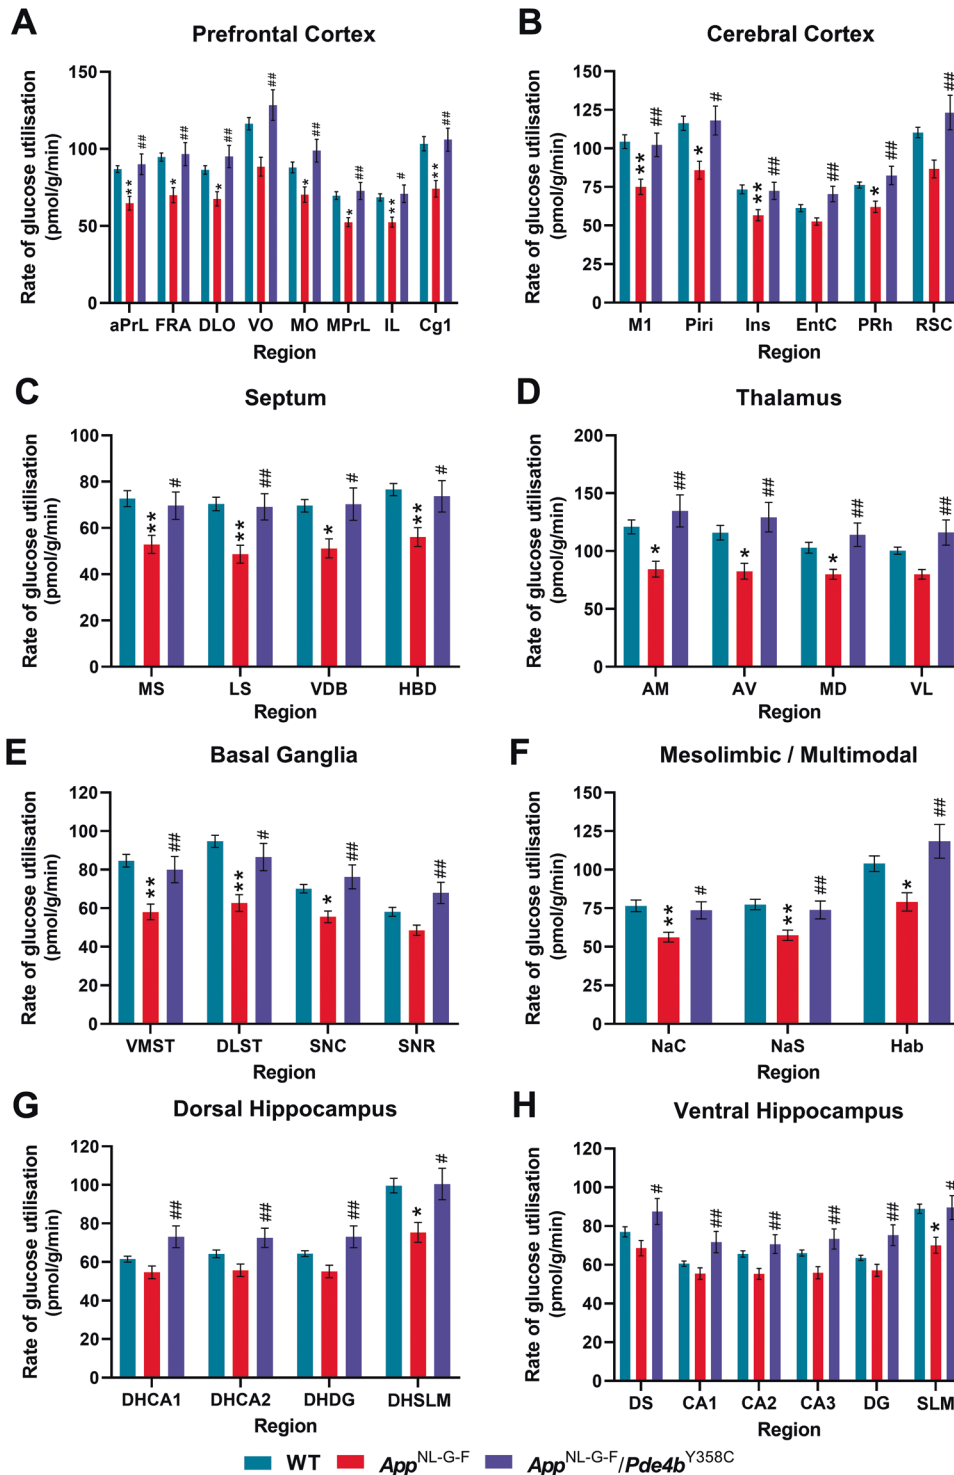 A
Prefrontal Cortex
Rate of glucose utilisation
(pmol/g/min)
150
100
50
0
## ## ## ## ## ## # ##
** * * * * ** **
aPrL FRA DLO VO MO MPrL IL Cg1
Region
B
Cerebral Cortex
Rate of glucose utilisation
(pmol/g/min)
150
125
100
75
50
25
0
## # ## ## ## ##
** * ** *
M1 Piri Ins EntC PRh RSC
Region
C
Septum
Rate of glucose utilisation
(pmol/g/min)
100
80
60
40
20
0
# ## # #
** ** * **
MS LS VDB HBD
Region
D
Thalamus
Rate of glucose utilisation
(pmol/g/min)
200
150
100
50
0
## ## ## ##
* * *
AM AV MD VL
Region
E
Basal Ganglia
Rate of glucose utilisation
(pmol/g/min)
120
100
80
60
40
20
0
## # ## ##
** ** *
VMST DLST SNC SNR
Region
F
Mesolimbic / Multimodal
Rate of glucose utilisation
(pmol/g/min)
150
125
100
75
50
25
0
# ## ##
** ** *
NaC NaS Hab
Region
G
Dorsal Hippocampus
Rate of glucose utilisation
(pmol/g/min)
120
100
80
60
40
20
0
## ## ## #
*
DHCA1 DHCA2 DHDG DHSLM
Region
H
Ventral Hippocampus
Rate of glucose utilisation
(pmol/g/min)
120
100
80
60
40
20
0
# ## ## ## ## #
*
DS CA1 CA2 CA3 DG SLM
Region
WT App^NL-G-F App^NL-G-F/Pde4b^Y358C